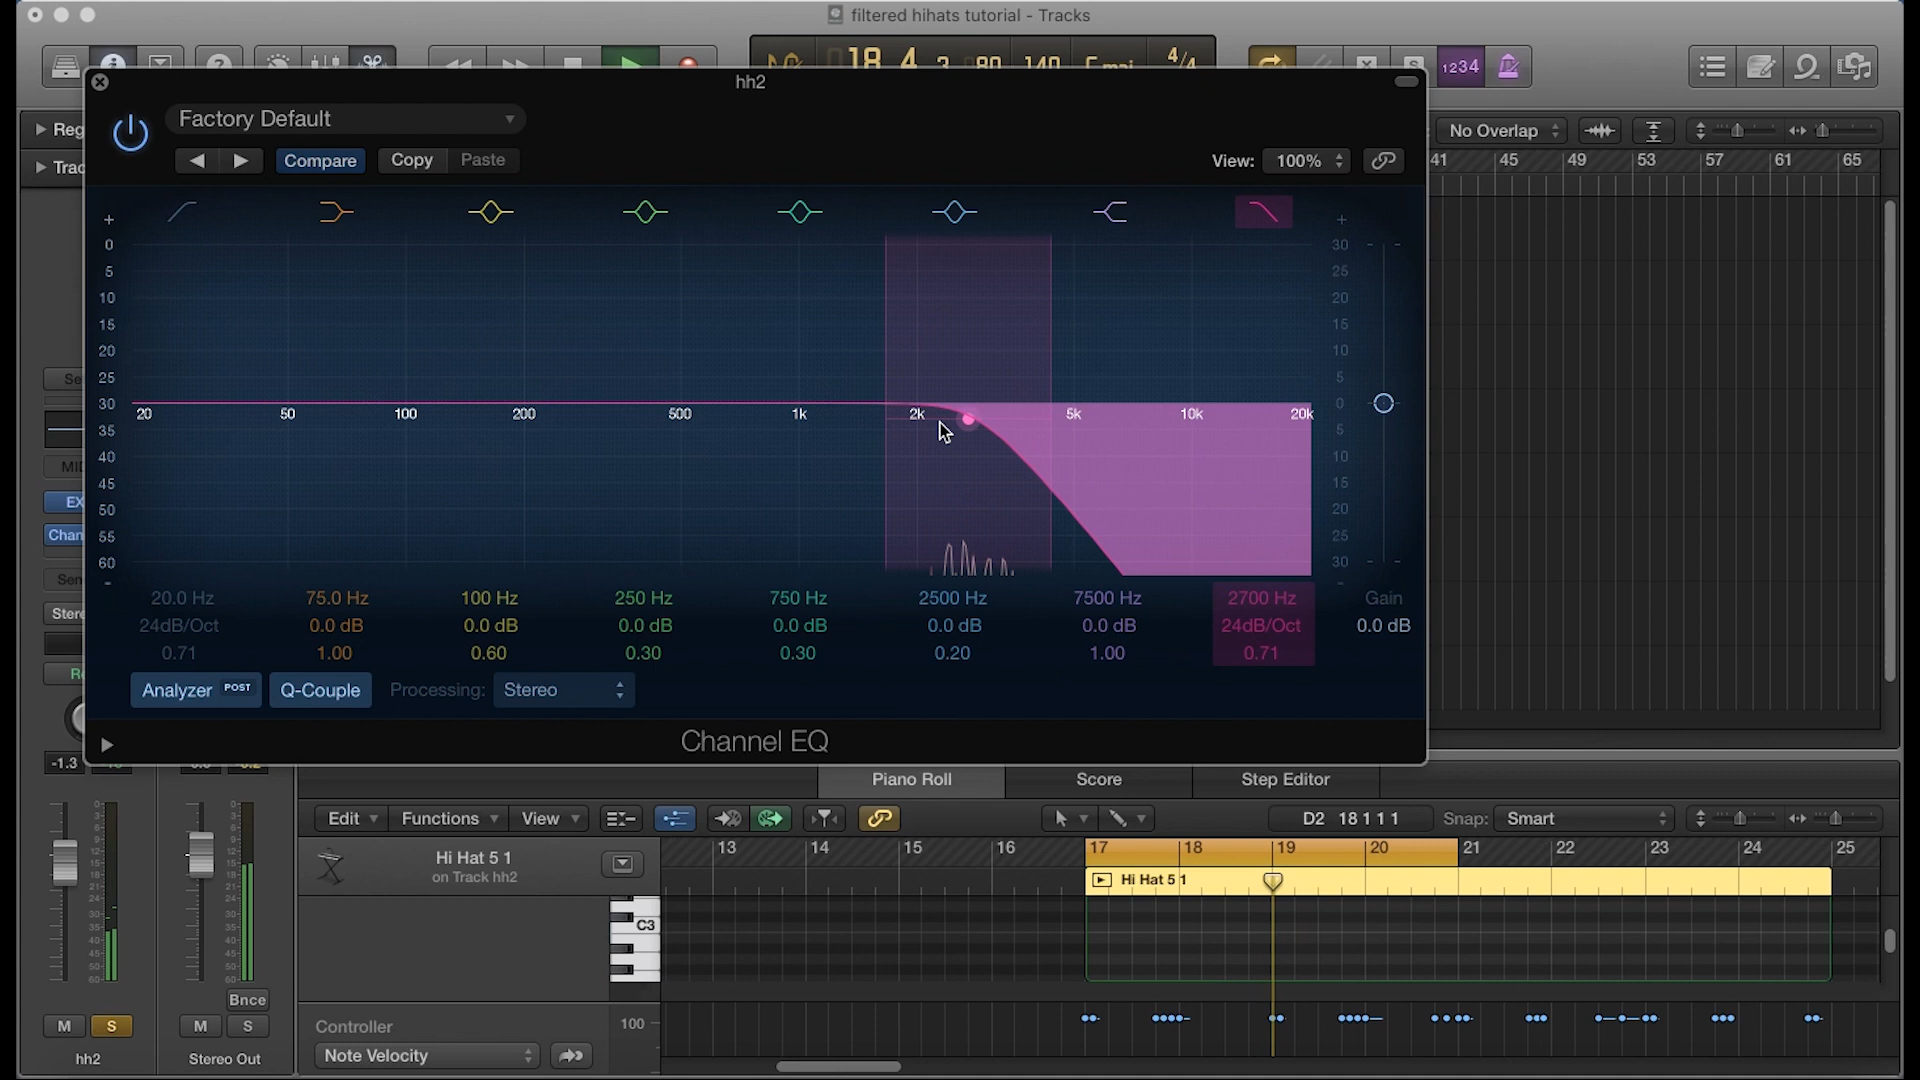 filtered hihats tutorial - Tracks
18 4 3 80 140 4/4
1234
hh2
Factory Default
Compare
Copy
Paste
View:
100%
No Overlap
41 45 49 53 57 61 65
+ +
0 5 10 15 20 25 30 35 40 45 50 55 60 -
30 25 20 15 10 5 0 5 10 15 20 25 30 -
20 50 100 200 500 1k 2k 5k 10k 20k
20.0 Hz 75.0 Hz 100 Hz 250 Hz 750 Hz 2500 Hz 7500 Hz 2700 Hz Gain
24dB/Oct 0.0 dB 0.0 dB 0.0 dB 0.0 dB 0.0 dB 0.0 dB 24dB/Oct 0.0 dB
0.71 1.00 0.60 0.30 0.30 0.20 1.00 0.71
Analyzer POST
Q-Couple
Processing:
Stereo
Channel EQ
-1.3
Piano Roll
Score
Step Editor
Edit
Functions
View
D2 18 1 1 1
Snap:
Smart
Hi Hat 5 1
on Track hh2
13 14 15 16 17 18 19 20 21 22 23 24 25
Hi Hat 5 1
C3
Bnce
M S M S
hh2
Stereo Out
Controller
100
Note Velocity